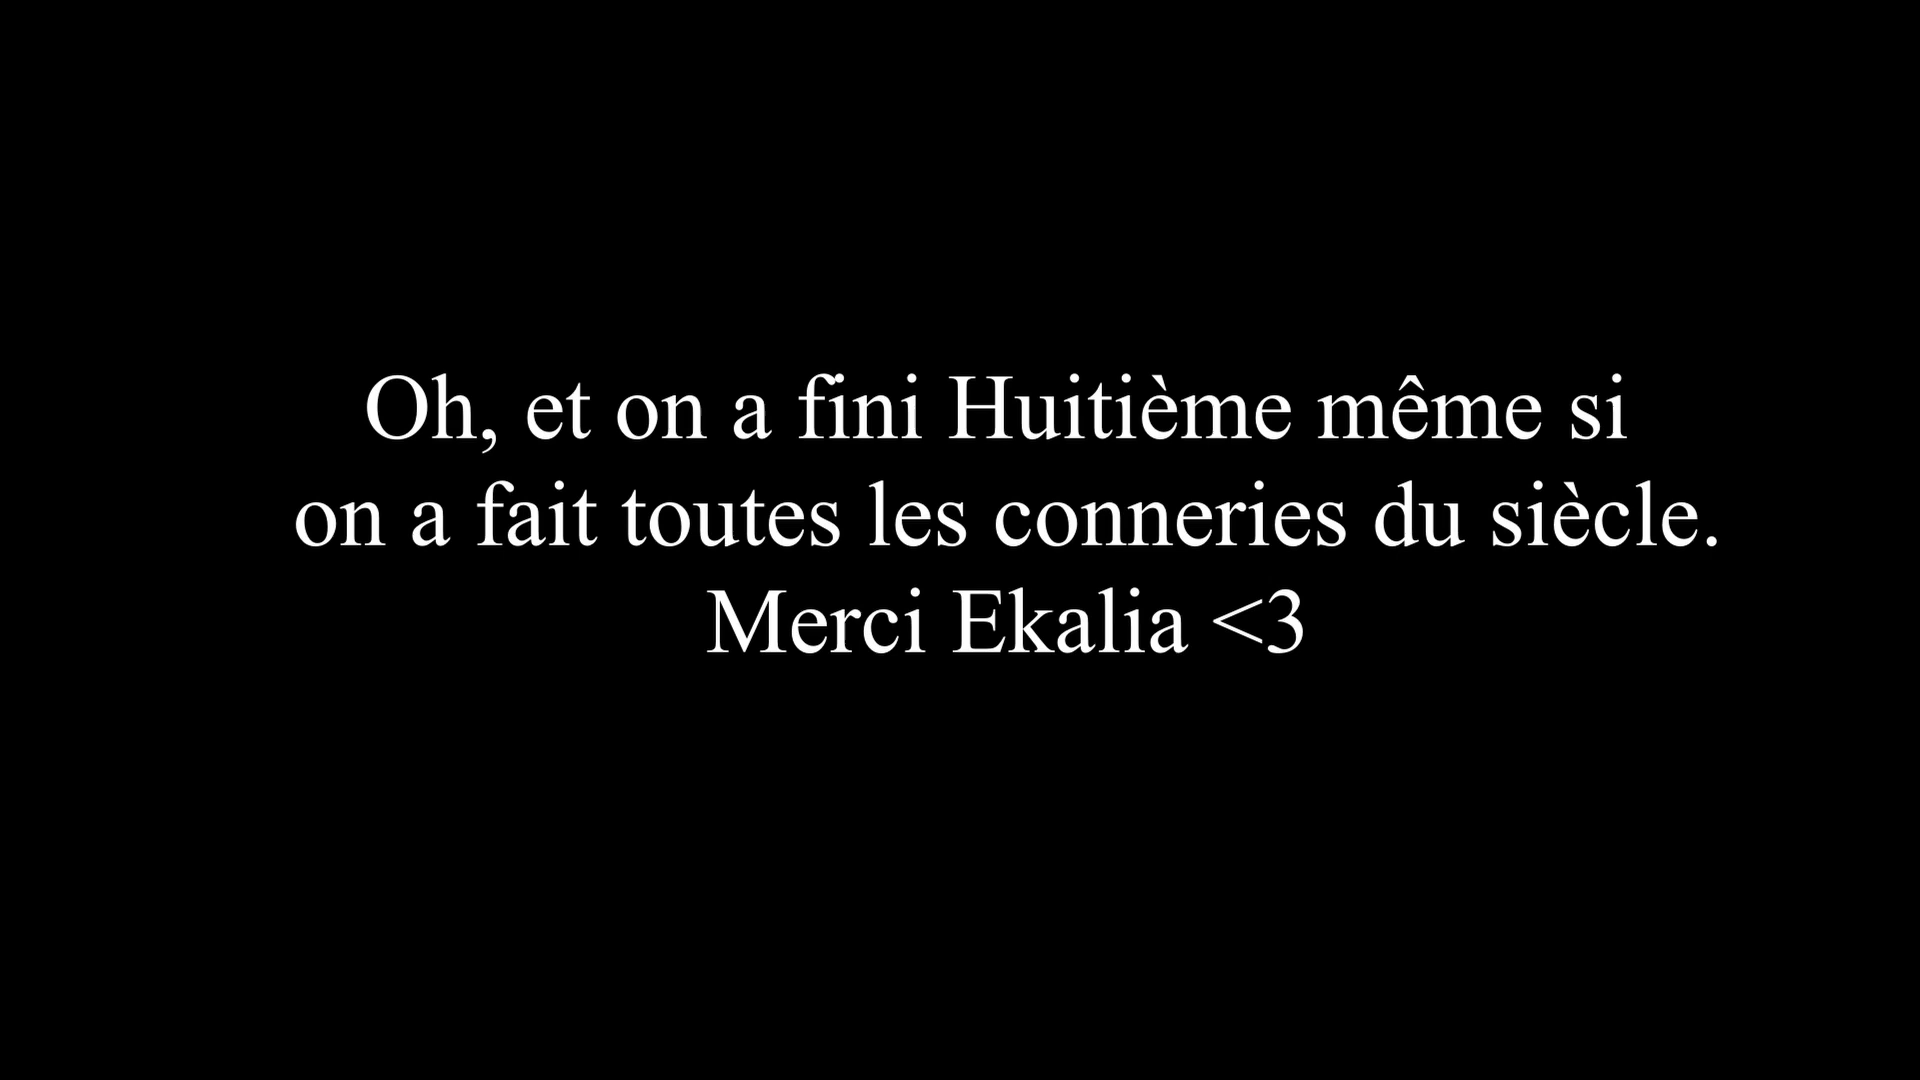 Oh, et on a fini Huitième même si
on a fait toutes les conneries du siècle.
Merci Ekalia <3